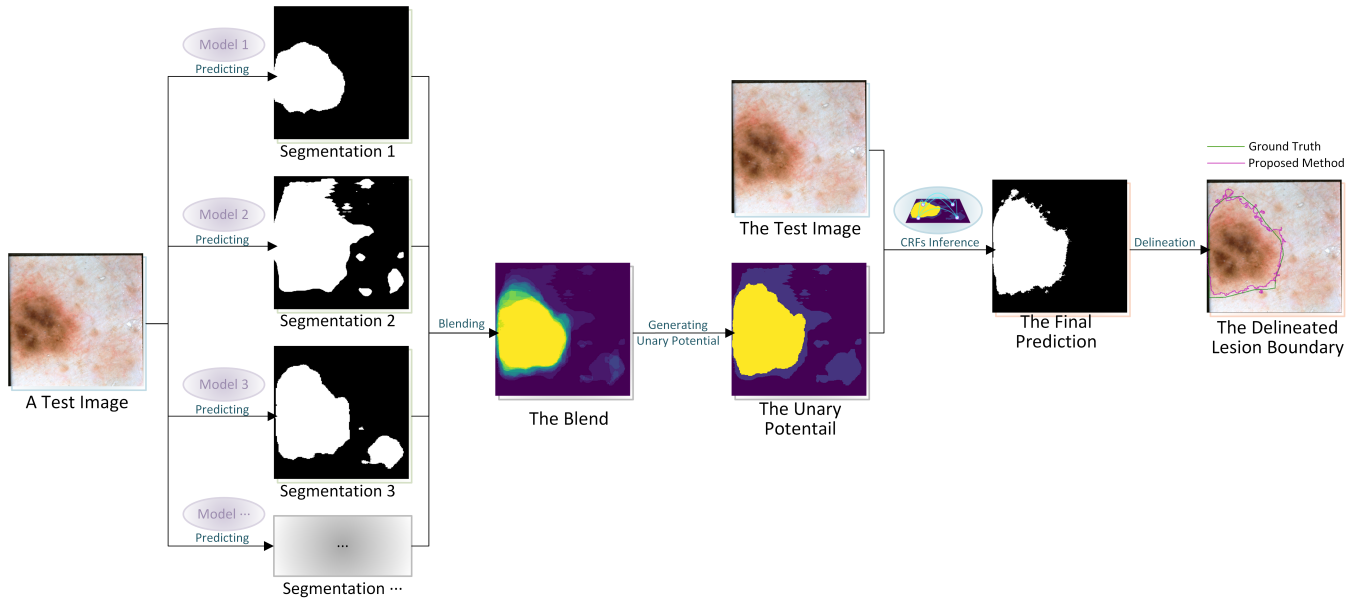 A Test Image
Model 1
Predicting
Segmentation 1
Model 2
Predicting
Segmentation 2
Model 3
Predicting
Segmentation 3
Model ···
Predicting
···
Segmentation ···
Blending
The Blend
Generating
Unary Potential
The Test Image
The Unary
Potentail
CRFs Inference
The Final
Prediction
Delineation
Ground Truth
Proposed Method
The Delineated
Lesion Boundary